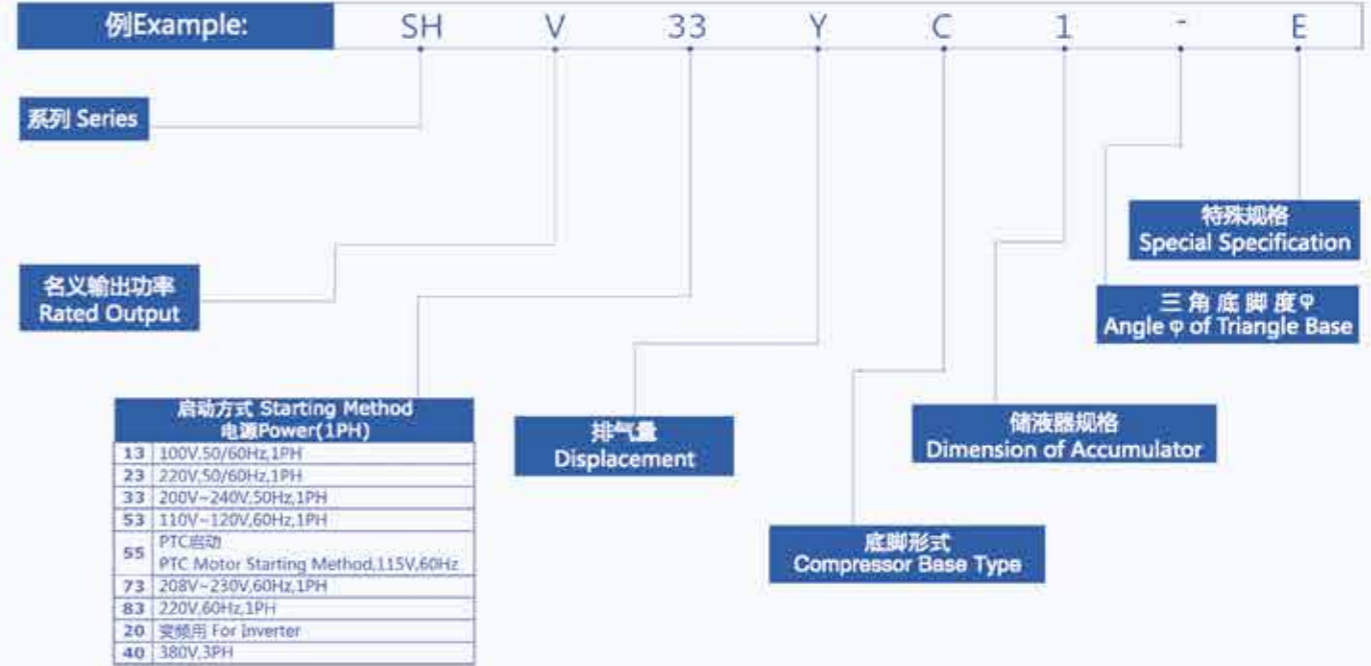 例Example: SH V 33 Y C 1 - E
系列 Series
特殊规格
Special Specification
名义输出功率
Rated Output
三 角 底 脚 度 φ
Angle φ of Triangle Base
启动方式 Starting Method
电源Power(1PH)
13 100V,50/60Hz,1PH
23 220V,50/60Hz,1PH
33 200V~240V,50Hz,1PH
53 110V~120V,60Hz,1PH
55 PTC启动
PTC Motor Starting Method,115V,60Hz
73 208V~230V,60Hz,1PH
83 220V,60Hz,1PH
20 变频用 For Inverter
40 380V,3PH
排气量
Displacement
储液器规格
Dimension of Accumulator
底脚形式
Compressor Base Type